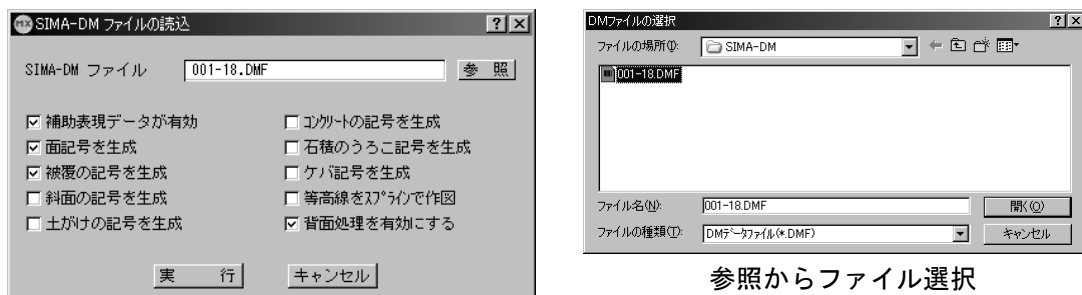 SIMA-DM ファイルの読込
SIMA-DM ファイル 001-18.DMF 参 照
補助表現データが有効
面記号を生成
被覆の記号を生成
斜面の記号を生成
土がけの記号を生成
ｺﾝｸﾘｰﾄの記号を生成
石積のうろこ記号を生成
ケバ記号を生成
等高線をｽﾌﾟﾗｲﾝで作図
背面処理を有効にする
実 行 キャンセル
DMファイルの選択
ファイルの場所(I): SIMA-DM
001-18.DMF
ファイル名(N): 001-18.DMF 開く(O)
ファイルの種類(T): DMﾃﾞｰﾀﾌｧｲﾙ(*.DMF) キャンセル
参照からファイル選択